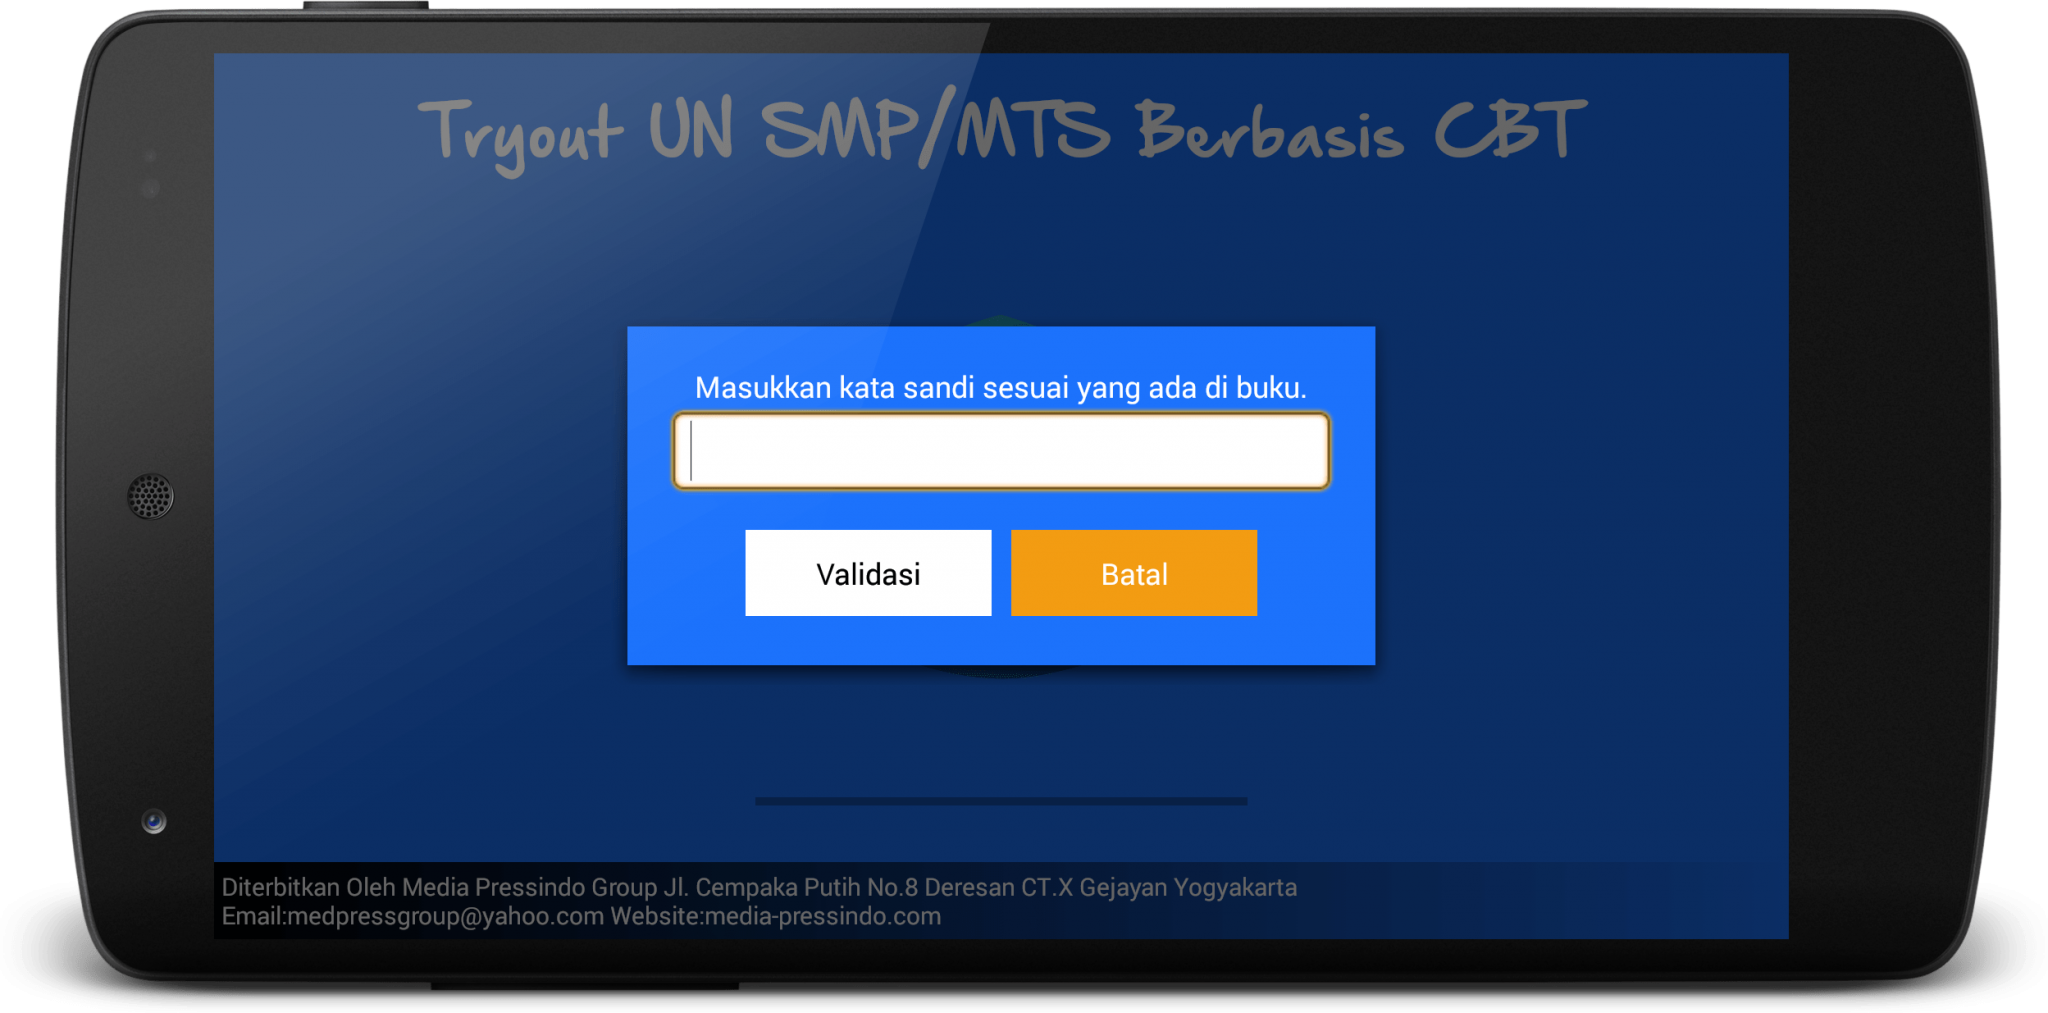 Tryout UN SMP/MTS Berbasis CBT
Masukkan kata sandi sesuai yang ada di buku.
Validasi
Batal
Diterbitkan Oleh Media Pressindo Group Jl. Cempaka Putih No.8 Deresan CT.X Gejayan Yogyakarta
Email:medpressgroup@yahoo.com Website:media-pressindo.com